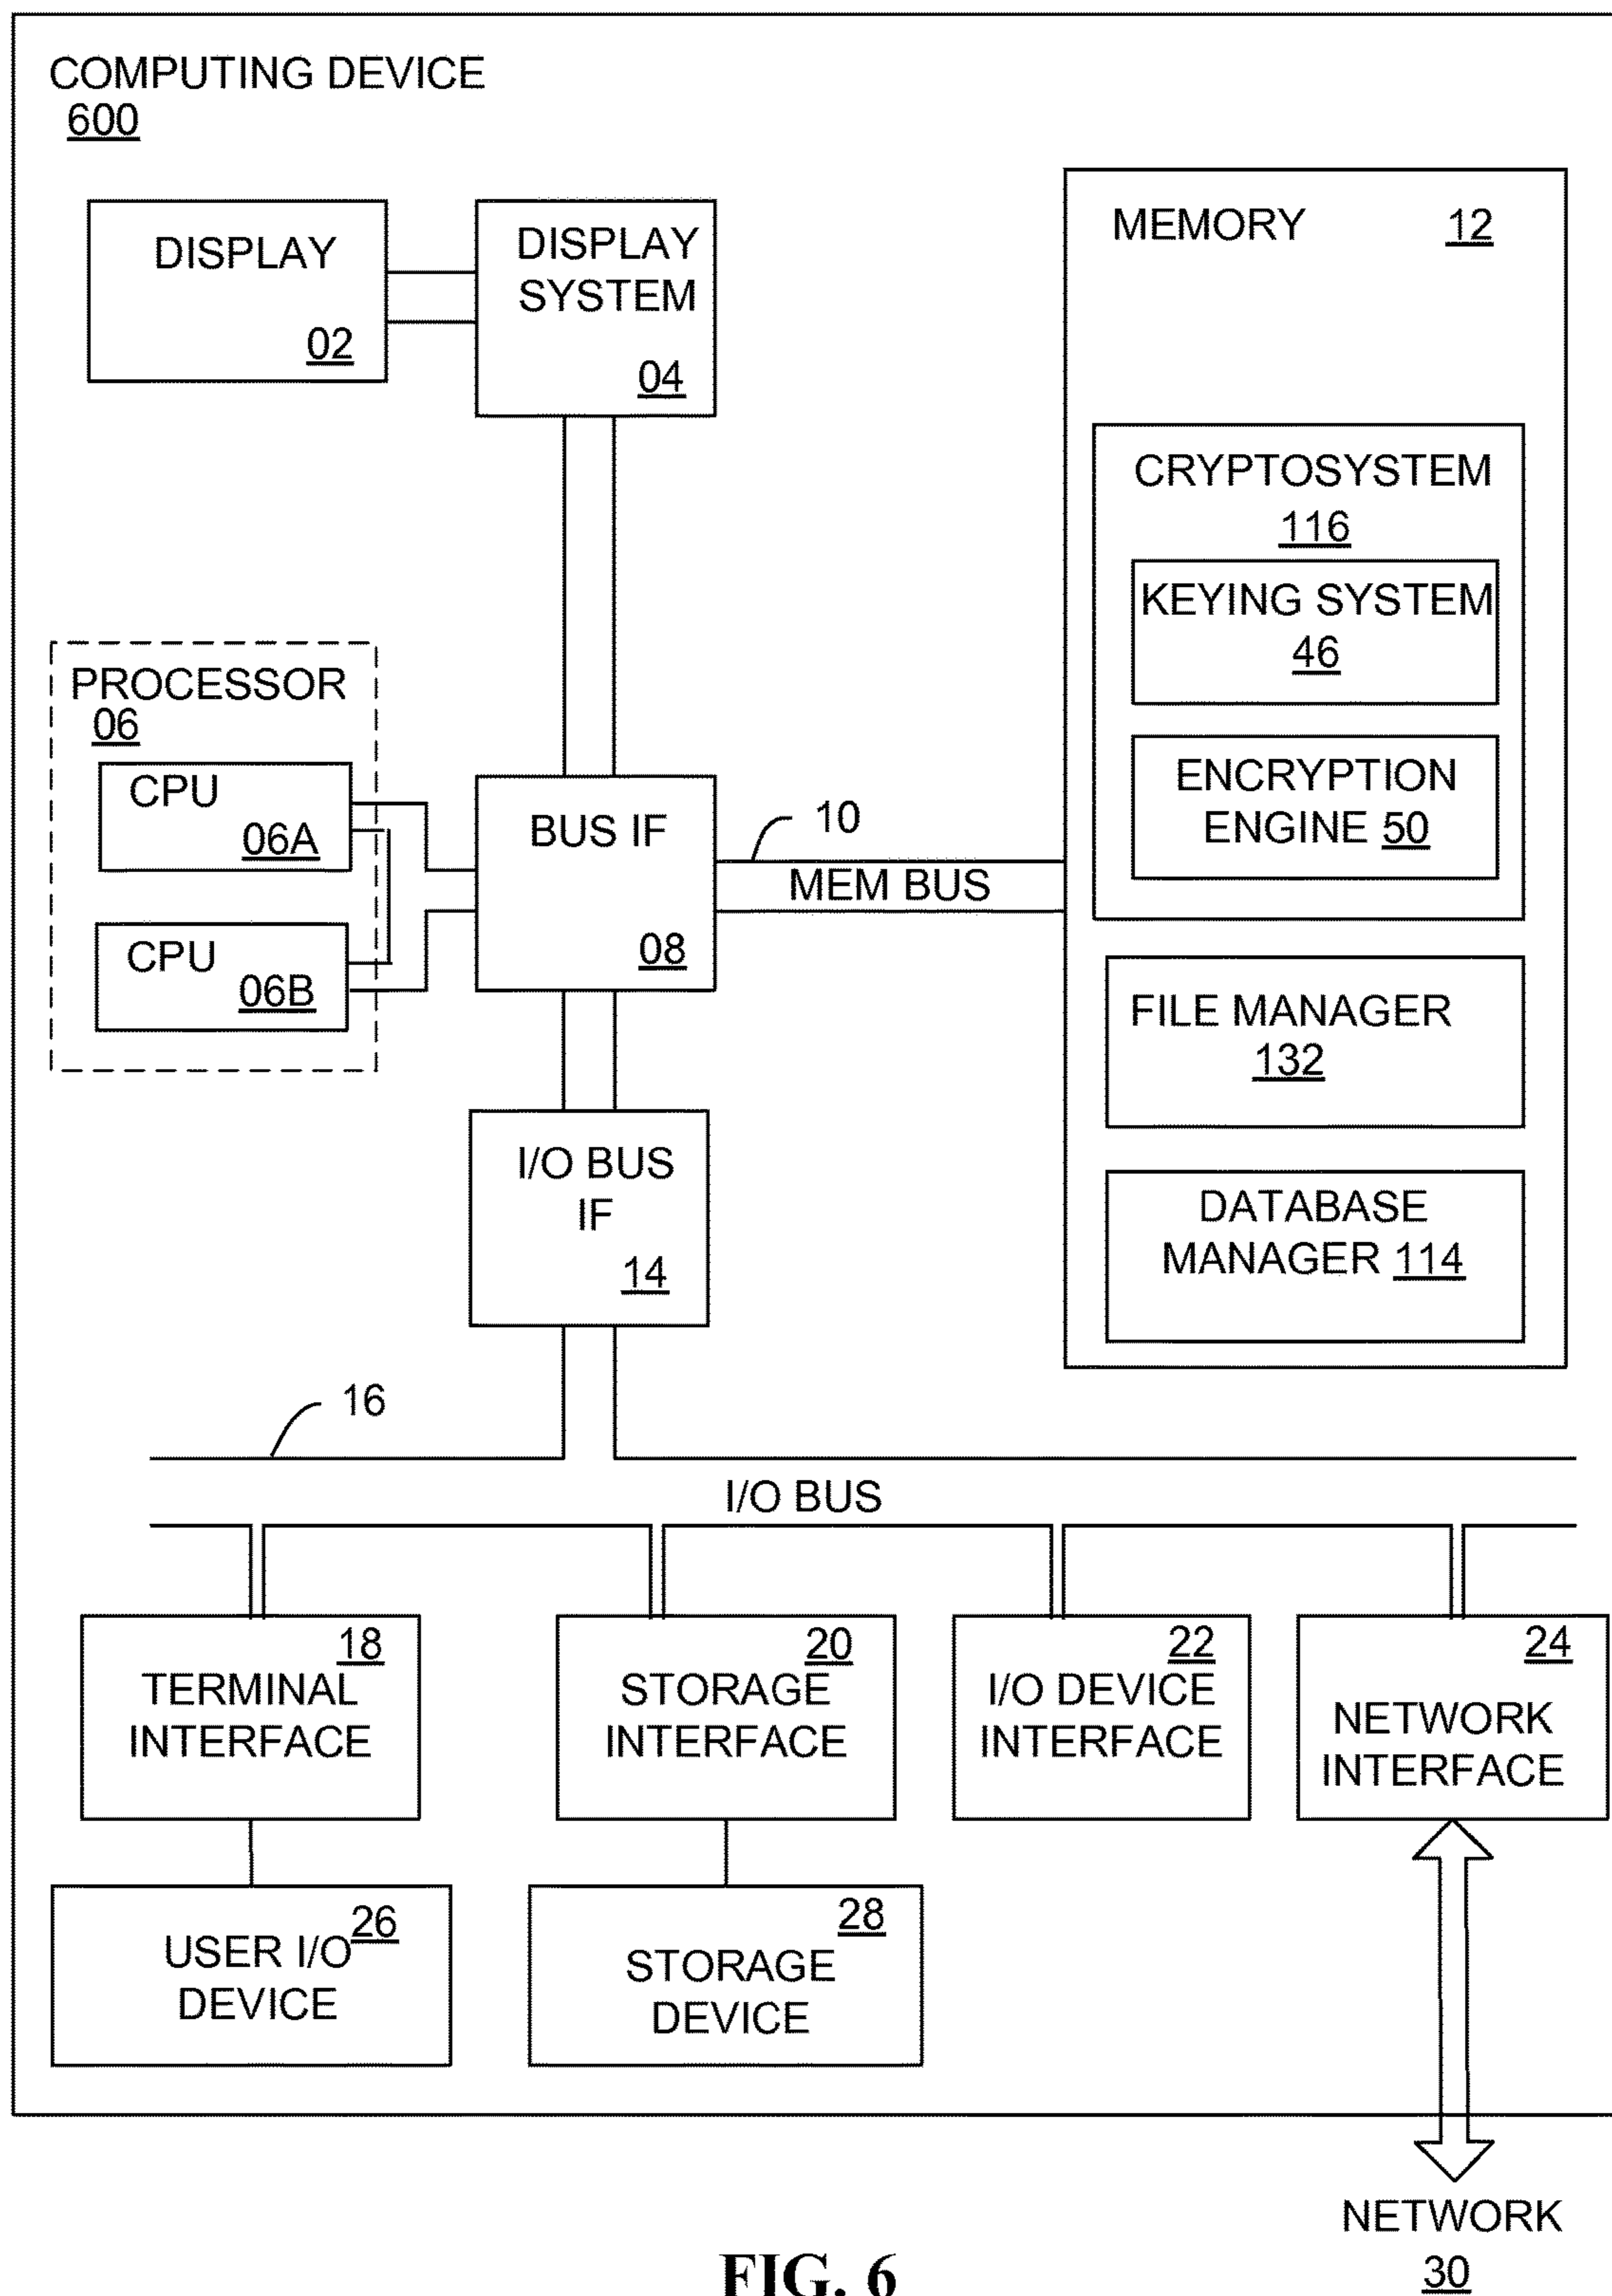 COMPUTING DEVICE
600
DISPLAY
02
DISPLAY
SYSTEM
04
MEMORY 12
CRYPTOSYSTEM
116
KEYING SYSTEM
46
ENCRYPTION
ENGINE 50
PROCESSOR
06
CPU
06A
CPU
06B
BUS IF
08
10
MEM BUS
FILE MANAGER
132
I/O BUS
IF
14
DATABASE
MANAGER 114
16
I/O BUS
18
TERMINAL
INTERFACE
20
STORAGE
INTERFACE
22
I/O DEVICE
INTERFACE
24
NETWORK
INTERFACE
26
USER I/O
DEVICE
28
STORAGE
DEVICE
NETWORK
30
FIG. 6